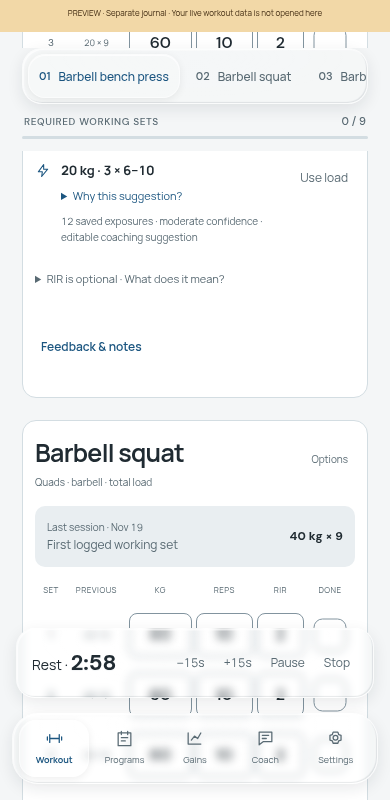 PREVIEW · Separate journal · Your live workout data is not opened here
3 20 × 9 60 10 2
01 Barbell bench press 02 Barbell squat 03 Barb
REQUIRED WORKING SETS 0 / 9
20 kg · 3 × 6–10
Use load
Why this suggestion?
12 saved exposures · moderate confidence ·
editable coaching suggestion
RIR is optional · What does it mean?
Feedback & notes
Barbell squat
Options
Quads · barbell · total load
Last session · Nov 19
First logged working set
40 kg × 9
SET PREVIOUS KG REPS RIR DONE
Rest · 2:58 −15s +15s Pause Stop
Workout Programs Gains Coach Settings